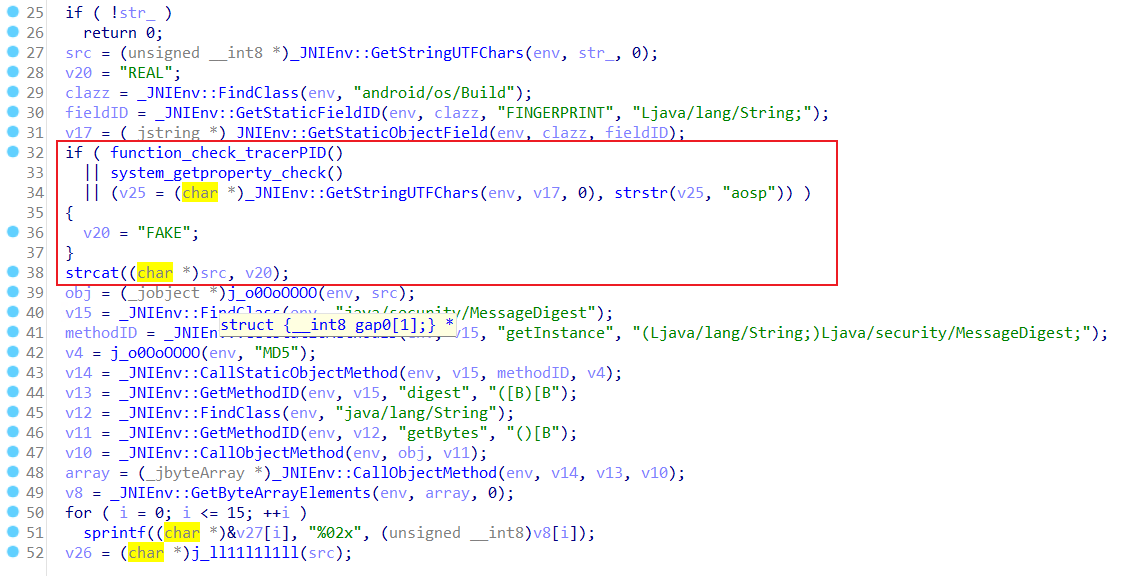 25 if ( !str_ )
26 return 0;
27 src = (unsigned __int8 *)_JNIEnv::GetStringUTFChars(env, str_, 0);
28 v20 = "REAL";
29 clazz = _JNIEnv::FindClass(env, "android/os/Build");
30 fieldID = _JNIEnv::GetStaticFieldID(env, clazz, "FINGERPRINT", "Ljava/lang/String;");
31 v17 = (_jstring *)_JNIEnv::GetStaticObjectField(env, clazz, fieldID);
32 if ( function_check_tracerPID()
33 || system_getproperty_check()
34 || (v25 = (char *)_JNIEnv::GetStringUTFChars(env, v17, 0), strstr(v25, "aosp")) )
35 {
36 v20 = "FAKE";
37 }
38 strcat((char *)src, v20);
39 obj = (_jobject *)j_o0OoOOOO(env, src);
40 v15 = _JNIEnv::FindClass(env, "java/security/MessageDigest");
struct {__int8 gap0[1];} *
41 methodID = _JNIEnv v15, "getInstance", "(Ljava/lang/String;)Ljava/security/MessageDigest;");
42 v4 = j_o0OoOOOO(env, "MD5");
43 v14 = _JNIEnv::CallStaticObjectMethod(env, v15, methodID, v4);
44 v13 = _JNIEnv::GetMethodID(env, v15, "digest", "([B)[B");
45 v12 = _JNIEnv::FindClass(env, "java/lang/String");
46 v11 = _JNIEnv::GetMethodID(env, v12, "getBytes", "()[B");
47 v10 = _JNIEnv::CallObjectMethod(env, obj, v11);
48 array = (_jbyteArray *)_JNIEnv::CallObjectMethod(env, v14, v13, v10);
49 v8 = _JNIEnv::GetByteArrayElements(env, array, 0);
50 for ( i = 0; i <= 15; ++i )
51 sprintf((char *)&v27[i], "%02x", (unsigned __int8)v8[i]);
52 v26 = (char *)j_ll11l1l1ll(src);